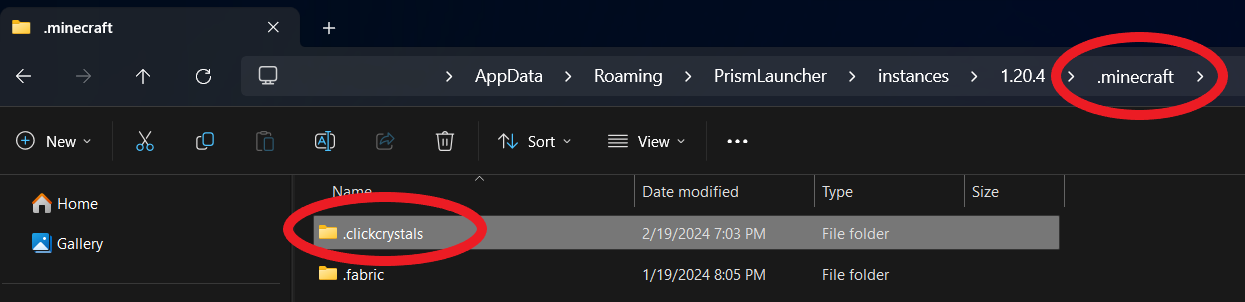 .minecraft
AppData Roaming PrismLauncher instances 1.20.4 .minecraft
New Sort View
Name Date modified Type Size
Home
.clickcrystals 2/19/2024 7:03 PM File folder
Gallery
.fabric 1/19/2024 8:05 PM File folder